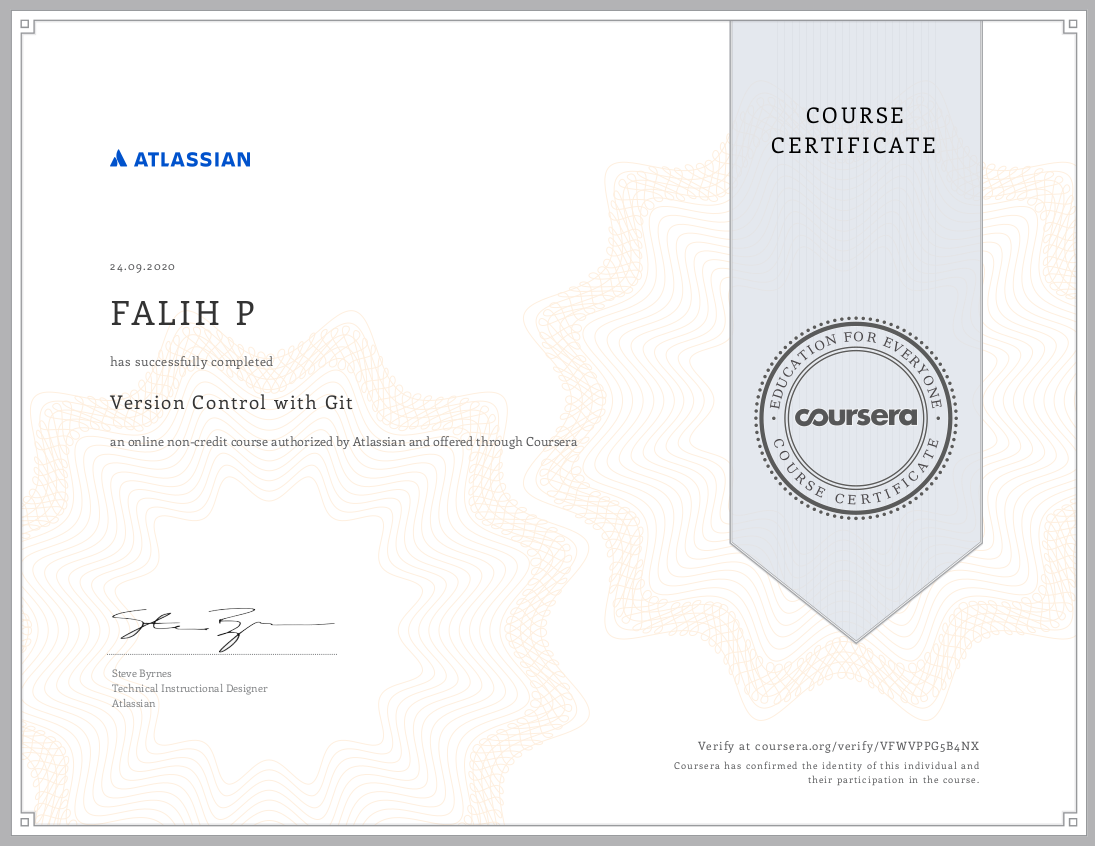 ATLASSIAN
24.09.2020
FALIH P
has successfully completed
Version Control with Git
an online non-credit course authorized by Atlassian and offered through Coursera
Steve Byrnes
Technical Instructional Designer
Atlassian
COURSE
CERTIFICATE
EDUCATION FOR EVERYONE
coursera
COURSE CERTIFICATE
Verify at coursera.org/verify/VFWVPPG5B4NX
Coursera has confirmed the identity of this individual and
their participation in the course.